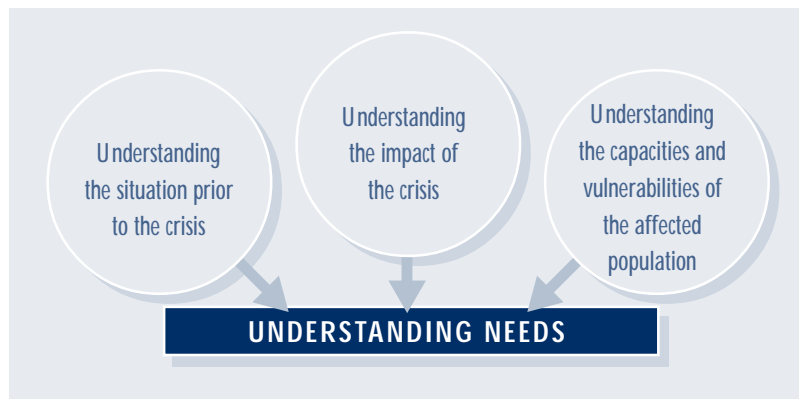 Understanding
the situation prior
to the crisis
Understanding
the impact of
the crisis
Understanding
the capacities and
vulnerabilities of
the affected
population
UNDERSTANDING NEEDS